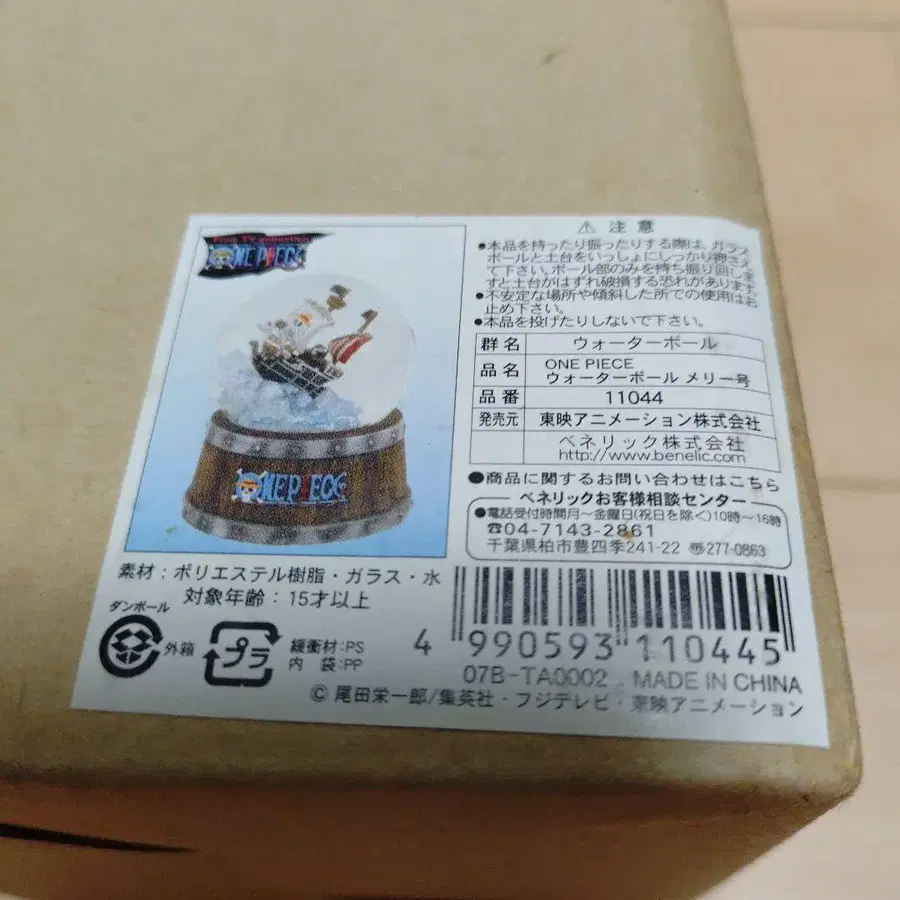 From TV animation
ONE PIECE
ONE PIECE
⚠ 注意
●本品を持ったり振ったりする際は、ガラス
ボールと土台をいっしょにしっかり押さえ
て下さい。ボール部のみを持ち振り回しま
すと土台がはずれ破損する恐れがあります。
●不安定な場所や傾斜した所での使用はお
止め下さい。
●本品を投げたりしないで下さい。
群名 ウォーターボール
品名 ONE PIECE
ウォーターボール メリー号
品番 11044
発売元 東映アニメーション株式会社
ベネリック株式会社
http://www.benelic.com
●商品に関するお問い合わせはこちら
ベネリックお客様相談センター
●電話受付時間月〜金曜日(祝日を除く)10時〜16時
☎04-7143-2861
千葉県柏市豊四季241-22 〒277-0863
素材:ポリエステル樹脂・ガラス・水
対象年齢:15才以上
ダンボール
外箱
プラ
緩衝材:PS
内袋:PP
4 990593 110445
07B-TA0002 MADE IN CHINA
© 尾田栄一郎/集英社・フジテレビ・東映アニメーション